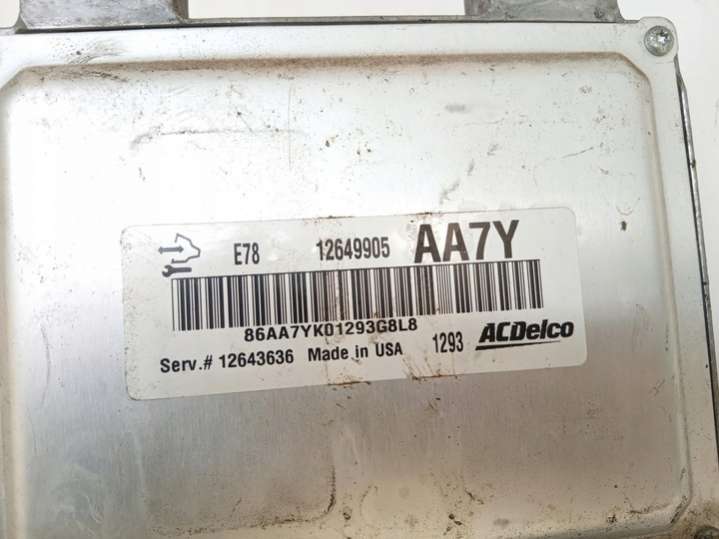 E78 12649905 AA7Y
86AA7YK01293G8L8
Serv.# 12643636 Made in USA 1293 ACDelco